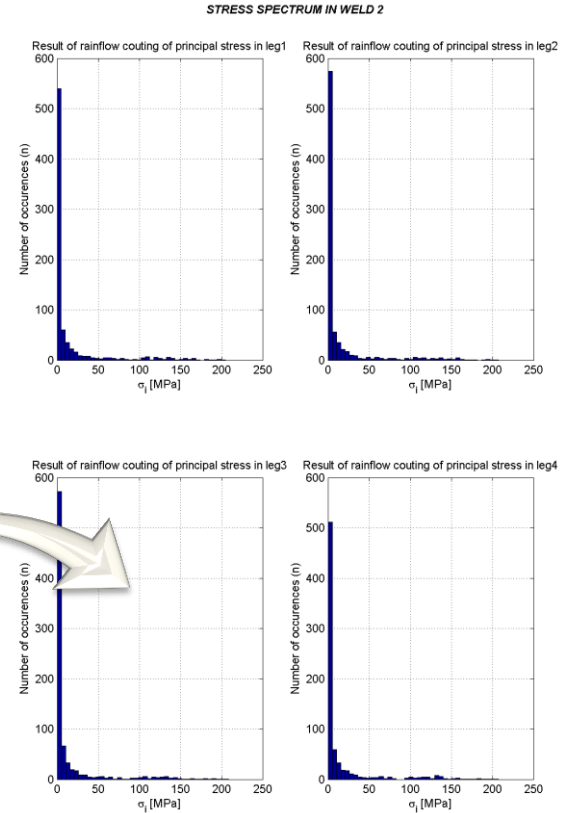 STRESS SPECTRUM IN WELD 2
Result of rainflow couting of principal stress in leg1
600
500
400
300
200
100
0
Number of occurences (n)
0 50 100 150 200 250
σi [MPa]
Result of rainflow couting of principal stress in leg2
600
500
400
300
200
100
0
Number of occurences (n)
0 50 100 150 200 250
σi [MPa]
Result of rainflow couting of principal stress in leg3
600
500
400
300
200
100
0
Number of occurences (n)
0 50 100 150 200 250
σi [MPa]
Result of rainflow couting of principal stress in leg4
600
500
400
300
200
100
0
Number of occurences (n)
0 50 100 150 200 250
σi [MPa]